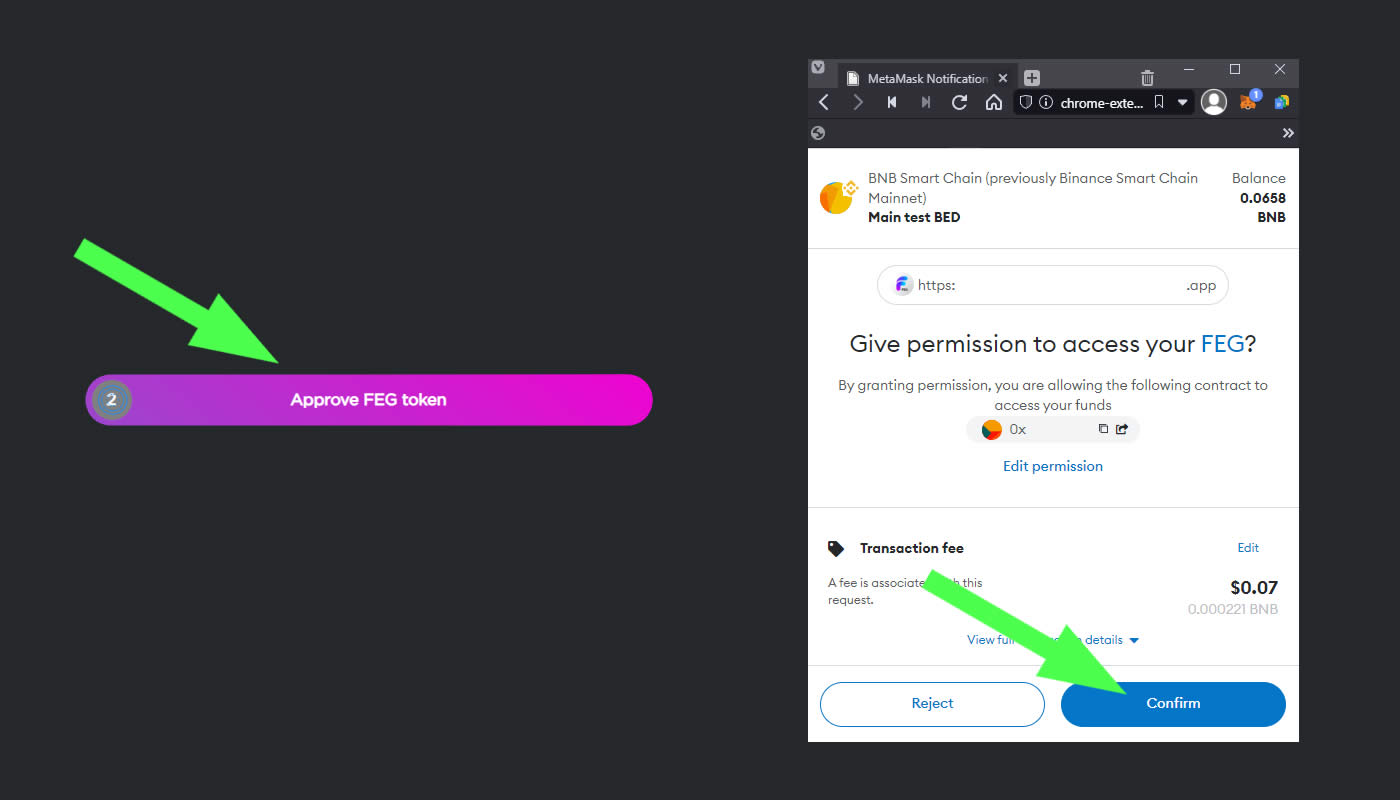 2
Approve FEG token
MetaMask Notification
chrome-exte...
1
BNB Smart Chain (previously Binance Smart Chain
Mainnet)
Main test BED
Balance
0.0658
BNB
https:
.app
Give permission to access your FEG?
By granting permission, you are allowing the following contract to
access your funds
0x
Edit permission
Transaction fee
Edit
A fee is associate this
request.
$0.07
0.000221 BNB
View full details
Reject
Confirm